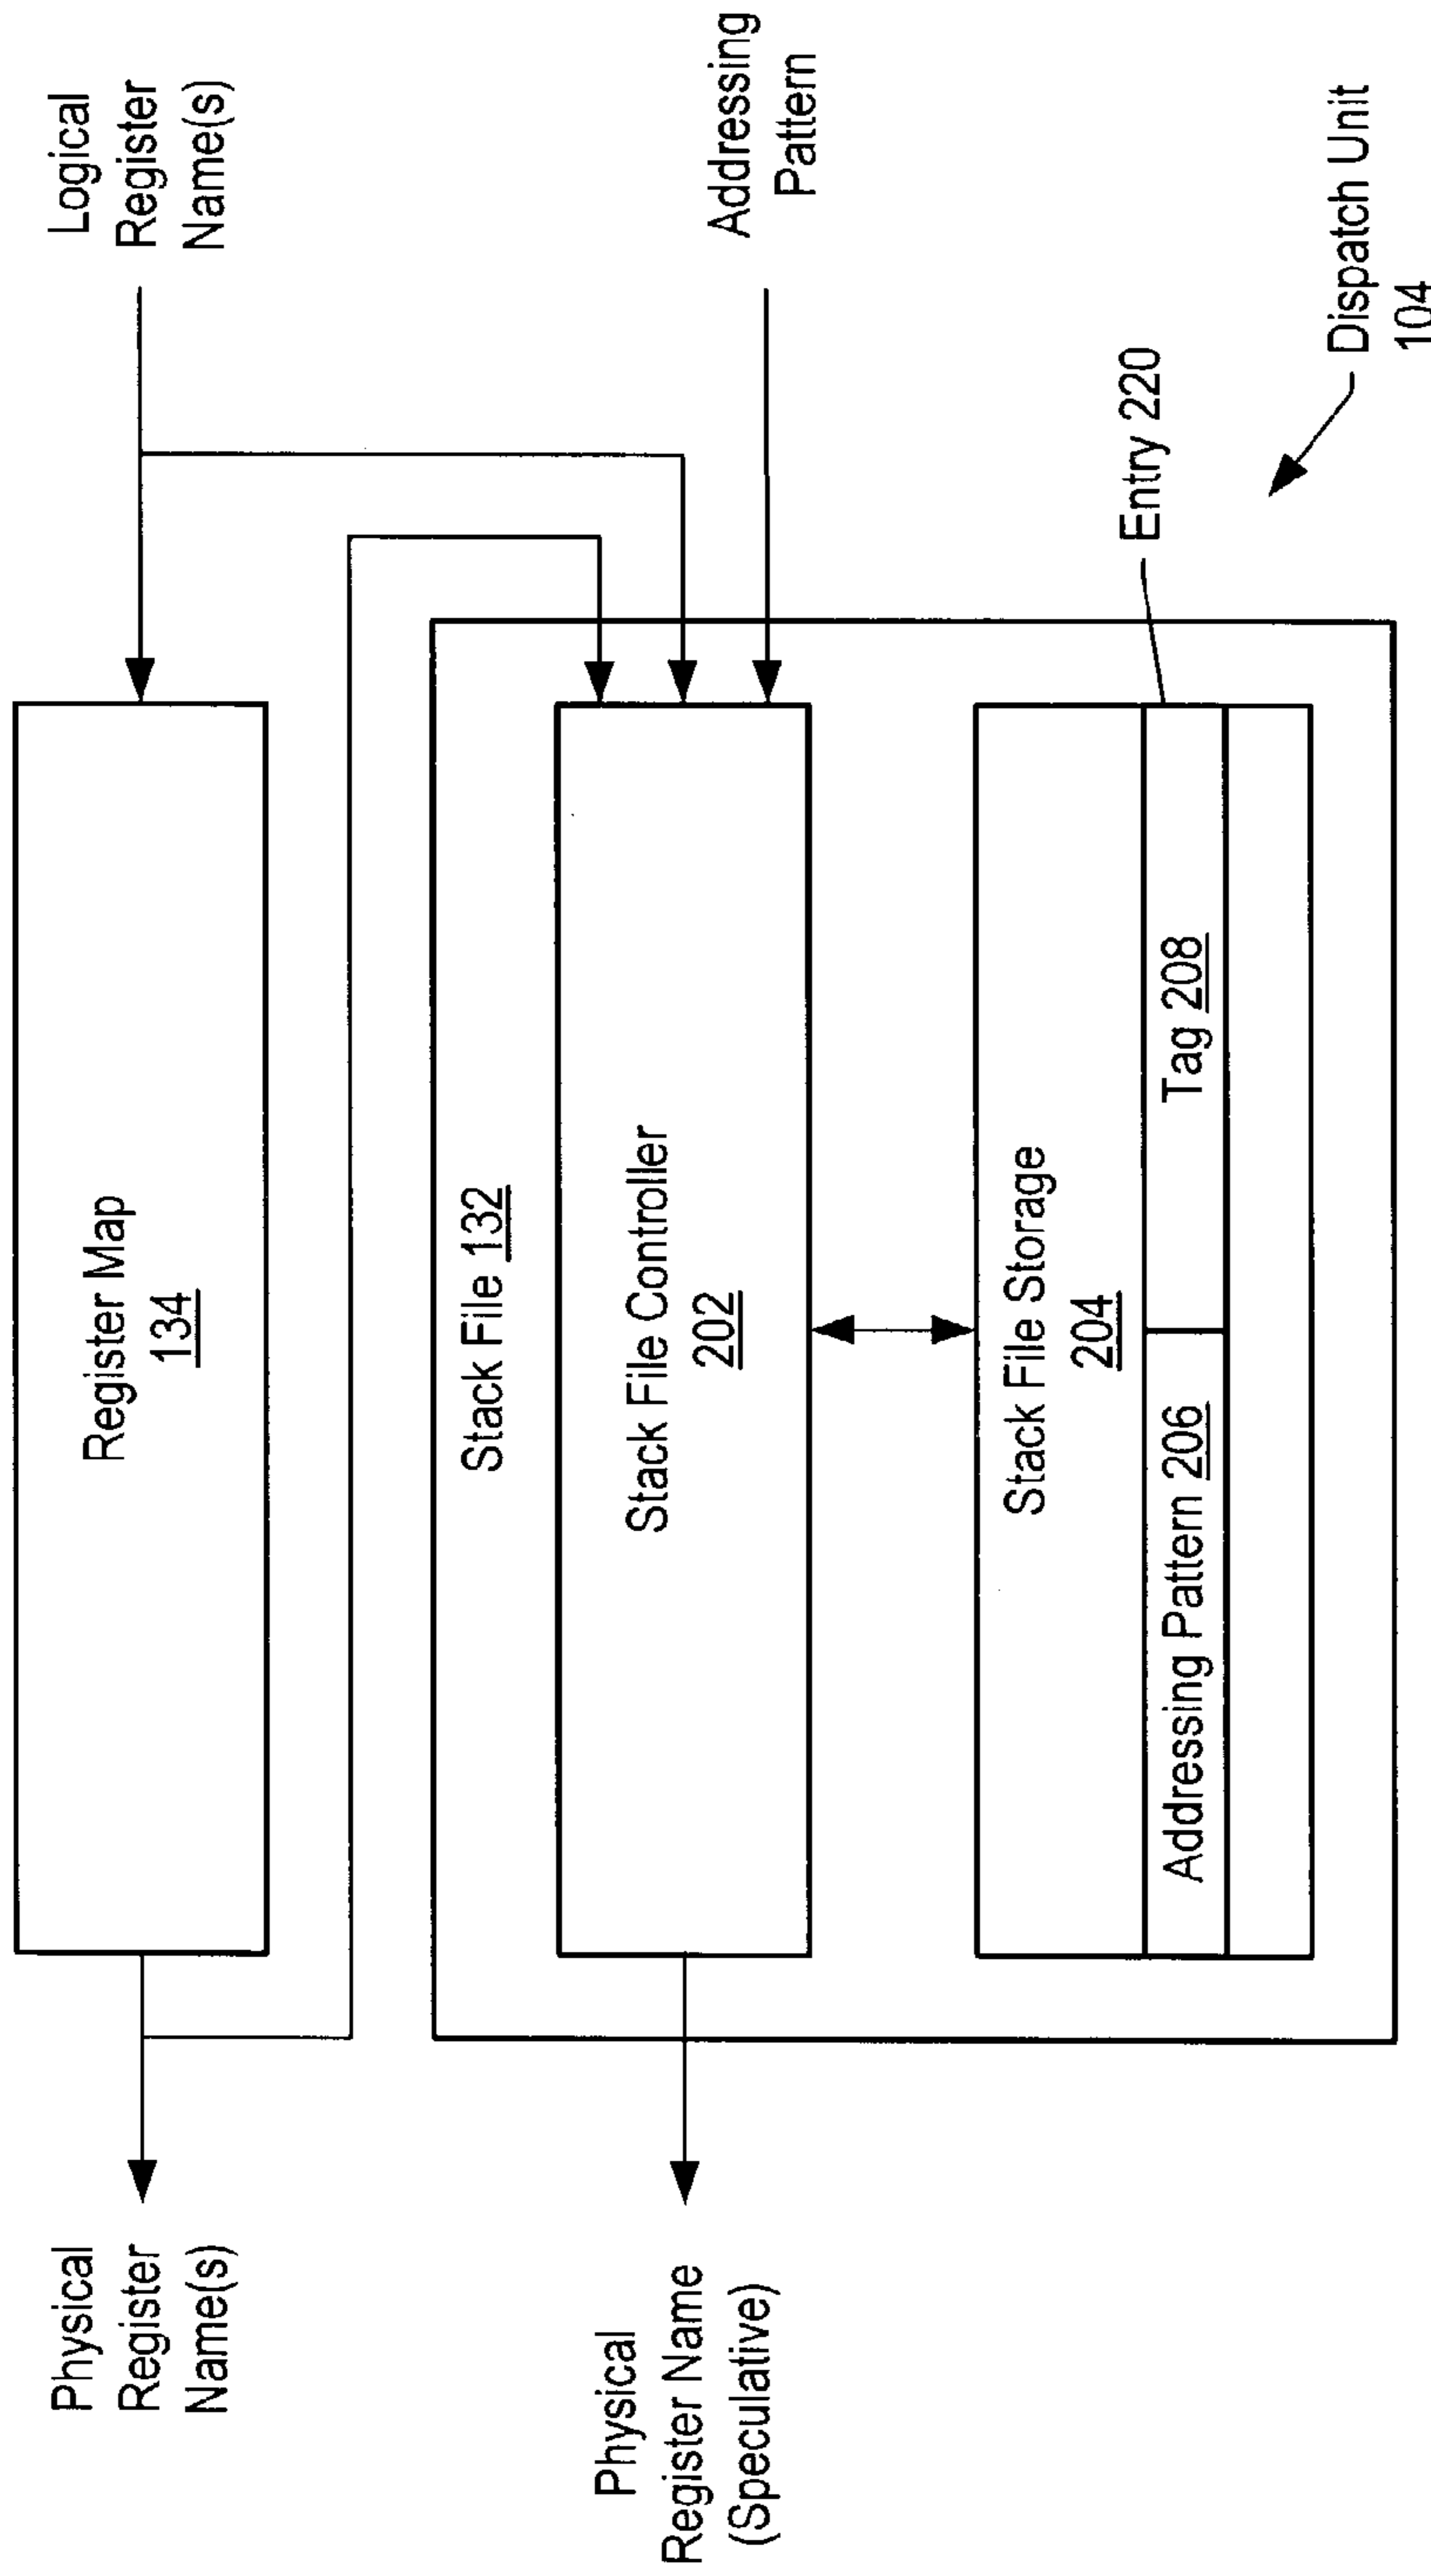 Logical
Register
Name(s)
Addressing
Pattern
Register Map
134
Physical
Register
Name(s)
Stack File 132
Stack File Controller
202
Physical
Register Name
(Speculative)
Stack File Storage
204
Addressing Pattern 206
Tag 208
Entry 220
Dispatch Unit
104